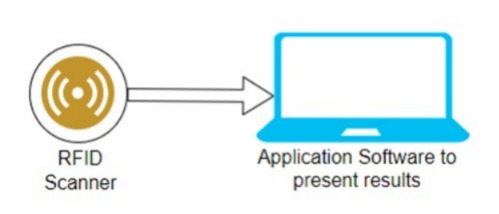 RFID
Scanner
Application Software to
present results